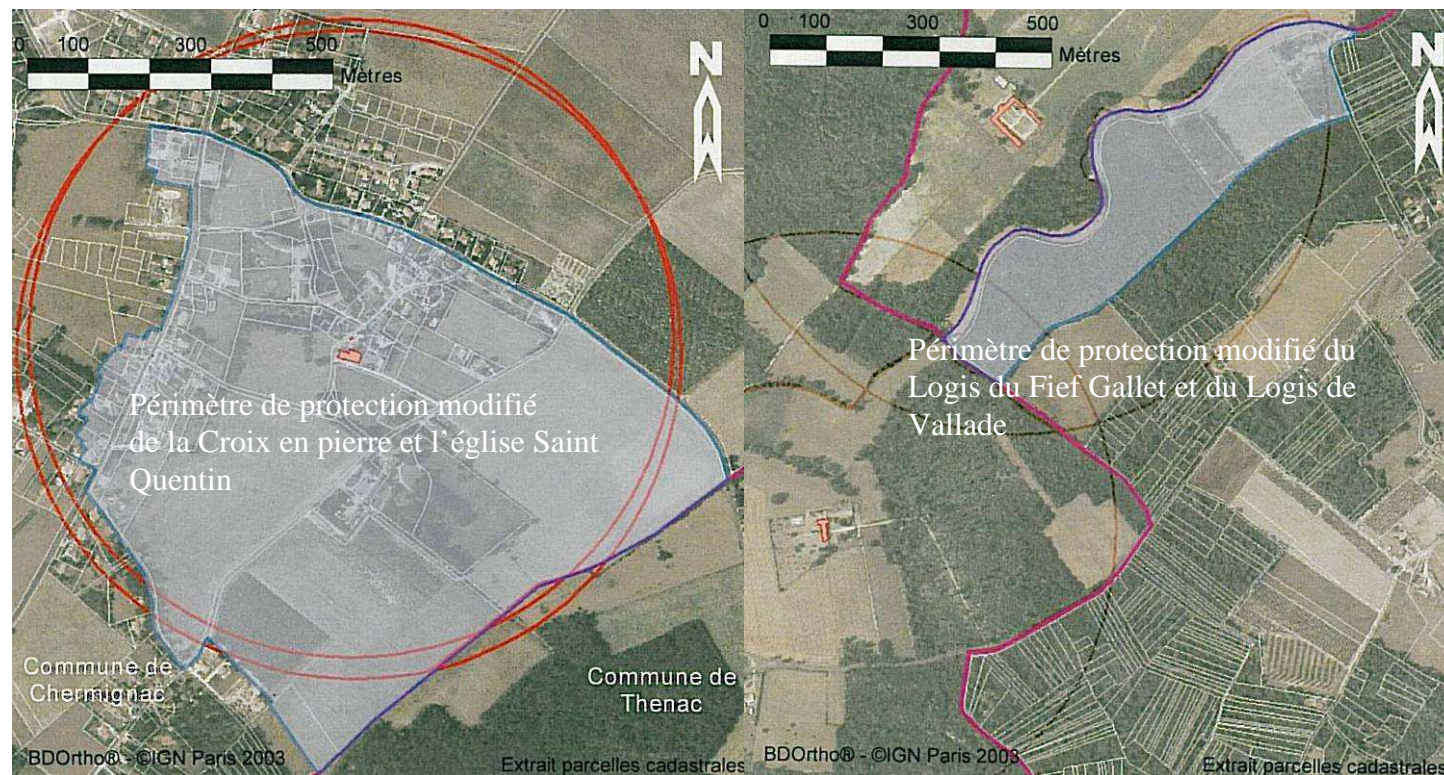 0 100 300 500
Mètres
N
Périmètre de protection modifié
de la Croix en pierre et l'église Saint
Quentin
Commune de
Chermignac
Commune de
Thenac
BDOrtho® - ©IGN Paris 2003
Extrait parcelles cadastrales
0 100 300 500
Mètres
N
Périmètre de protection modifié du
Logis du Fief Gallet et du Logis de
Vallade
BDOrtho® - ©IGN Paris 2003
Extrait parcelles cadastrales